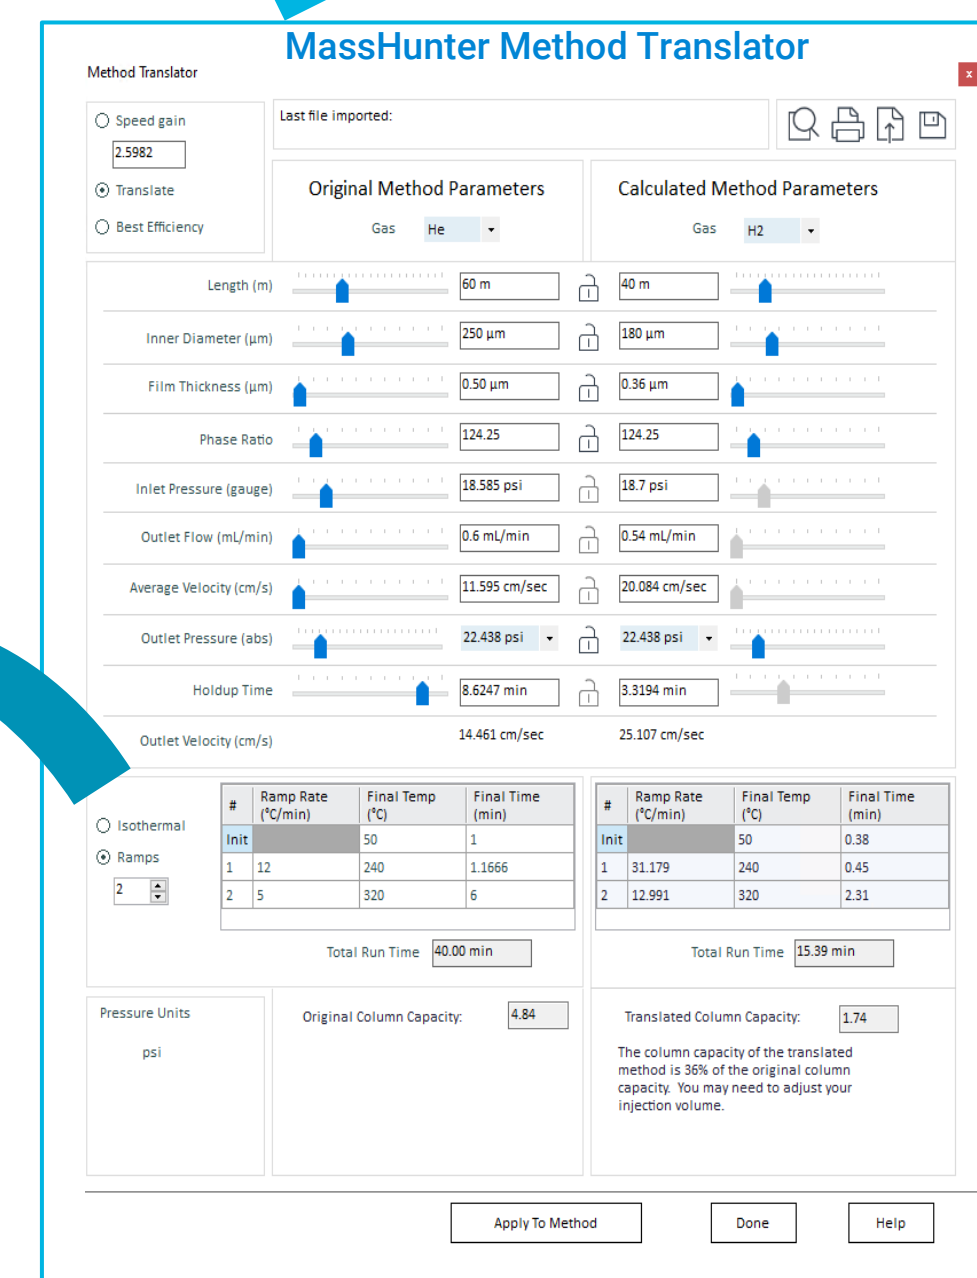 MassHunter Method Translator
Method Translator
x
Speed gain
2.5982
Translate
Best Efficiency
Last file imported:
Original Method Parameters
Gas He
Calculated Method Parameters
Gas H2
Length (m) 60 m 40 m
Inner Diameter (µm) 250 µm 180 µm
Film Thickness (µm) 0.50 µm 0.36 µm
Phase Ratio 124.25 124.25
Inlet Pressure (gauge) 18.585 psi 18.7 psi
Outlet Flow (mL/min) 0.6 mL/min 0.54 mL/min
Average Velocity (cm/s) 11.595 cm/sec 20.084 cm/sec
Outlet Pressure (abs) 22.438 psi 22.438 psi
Holdup Time 8.6247 min 3.3194 min
Outlet Velocity (cm/s) 14.461 cm/sec 25.107 cm/sec
Isothermal
Ramps
2
# Ramp Rate (°C/min) Final Temp (°C) Final Time (min)
Init 50 1
1 12 240 1.1666
2 5 320 6
Total Run Time 40.00 min
# Ramp Rate (°C/min) Final Temp (°C) Final Time (min)
Init 50 0.38
1 31.179 240 0.45
2 12.991 320 2.31
Total Run Time 15.39 min
Pressure Units
psi
Original Column Capacity: 4.84
Translated Column Capacity: 1.74
The column capacity of the translated
method is 36% of the original column
capacity. You may need to adjust your
injection volume.
Apply To Method
Done
Help